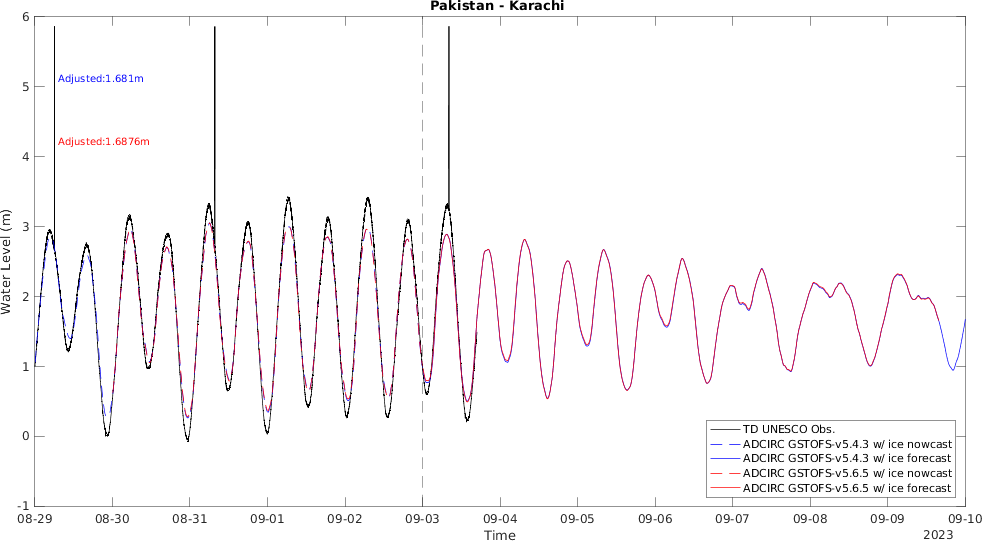 Pakistan - Karachi
6
5
4
3
2
1
0
-1
Water Level (m)
Adjusted:1.681m
Adjusted:1.6876m
TD UNESCO Obs.
ADCIRC GSTOFS-v5.4.3 w/ ice nowcast
ADCIRC GSTOFS-v5.4.3 w/ ice forecast
ADCIRC GSTOFS-v5.6.5 w/ ice nowcast
ADCIRC GSTOFS-v5.6.5 w/ ice forecast
08-29 08-30 08-31 09-01 09-02 09-03 09-04 09-05 09-06 09-07 09-08 09-09 09-10
Time
2023